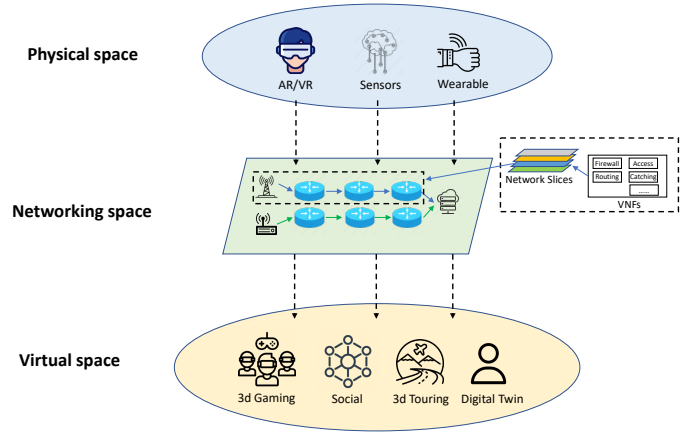 Physical space
AR/VR
Sensors
Wearable
Networking space
Network Slices
Firewall
Access
Routing
Catching
......
VNFs
Virtual space
3d Gaming
Social
3d Touring
Digital Twin